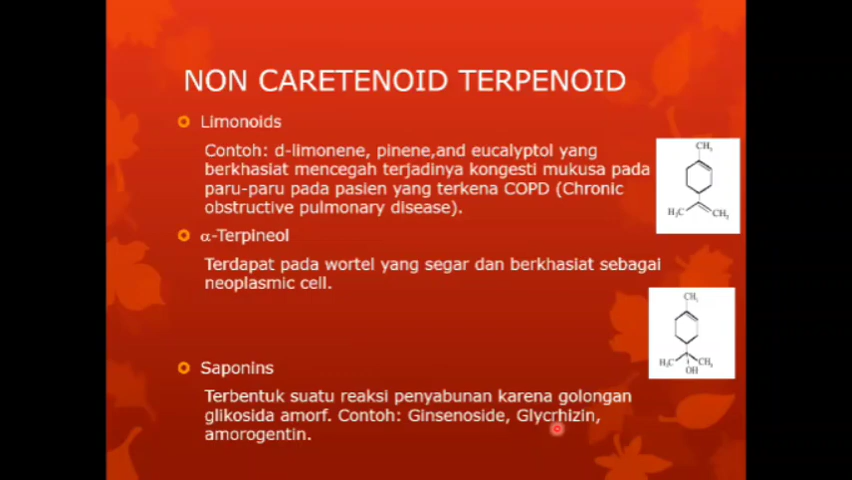 NON CARETENOID TERPENOID
Limonoids
Contoh: d-limonene, pinene,and eucalyptol yang
berkhasiat mencegah terjadinya kongesti mukusa pada
paru-paru pada pasien yang terkena COPD (Chronic
obstructive pulmonary disease).
CH₃
H₃C
CH₂
α-Terpineol
Terdapat pada wortel yang segar dan berkhasiat sebagai
neoplasmic cell.
CH₃
H₃C
CH₃
OH
Saponins
Terbentuk suatu reaksi penyabunan karena golongan
glikosida amorf. Contoh: Ginsenoside, Glycrhizin,
amorogentin.